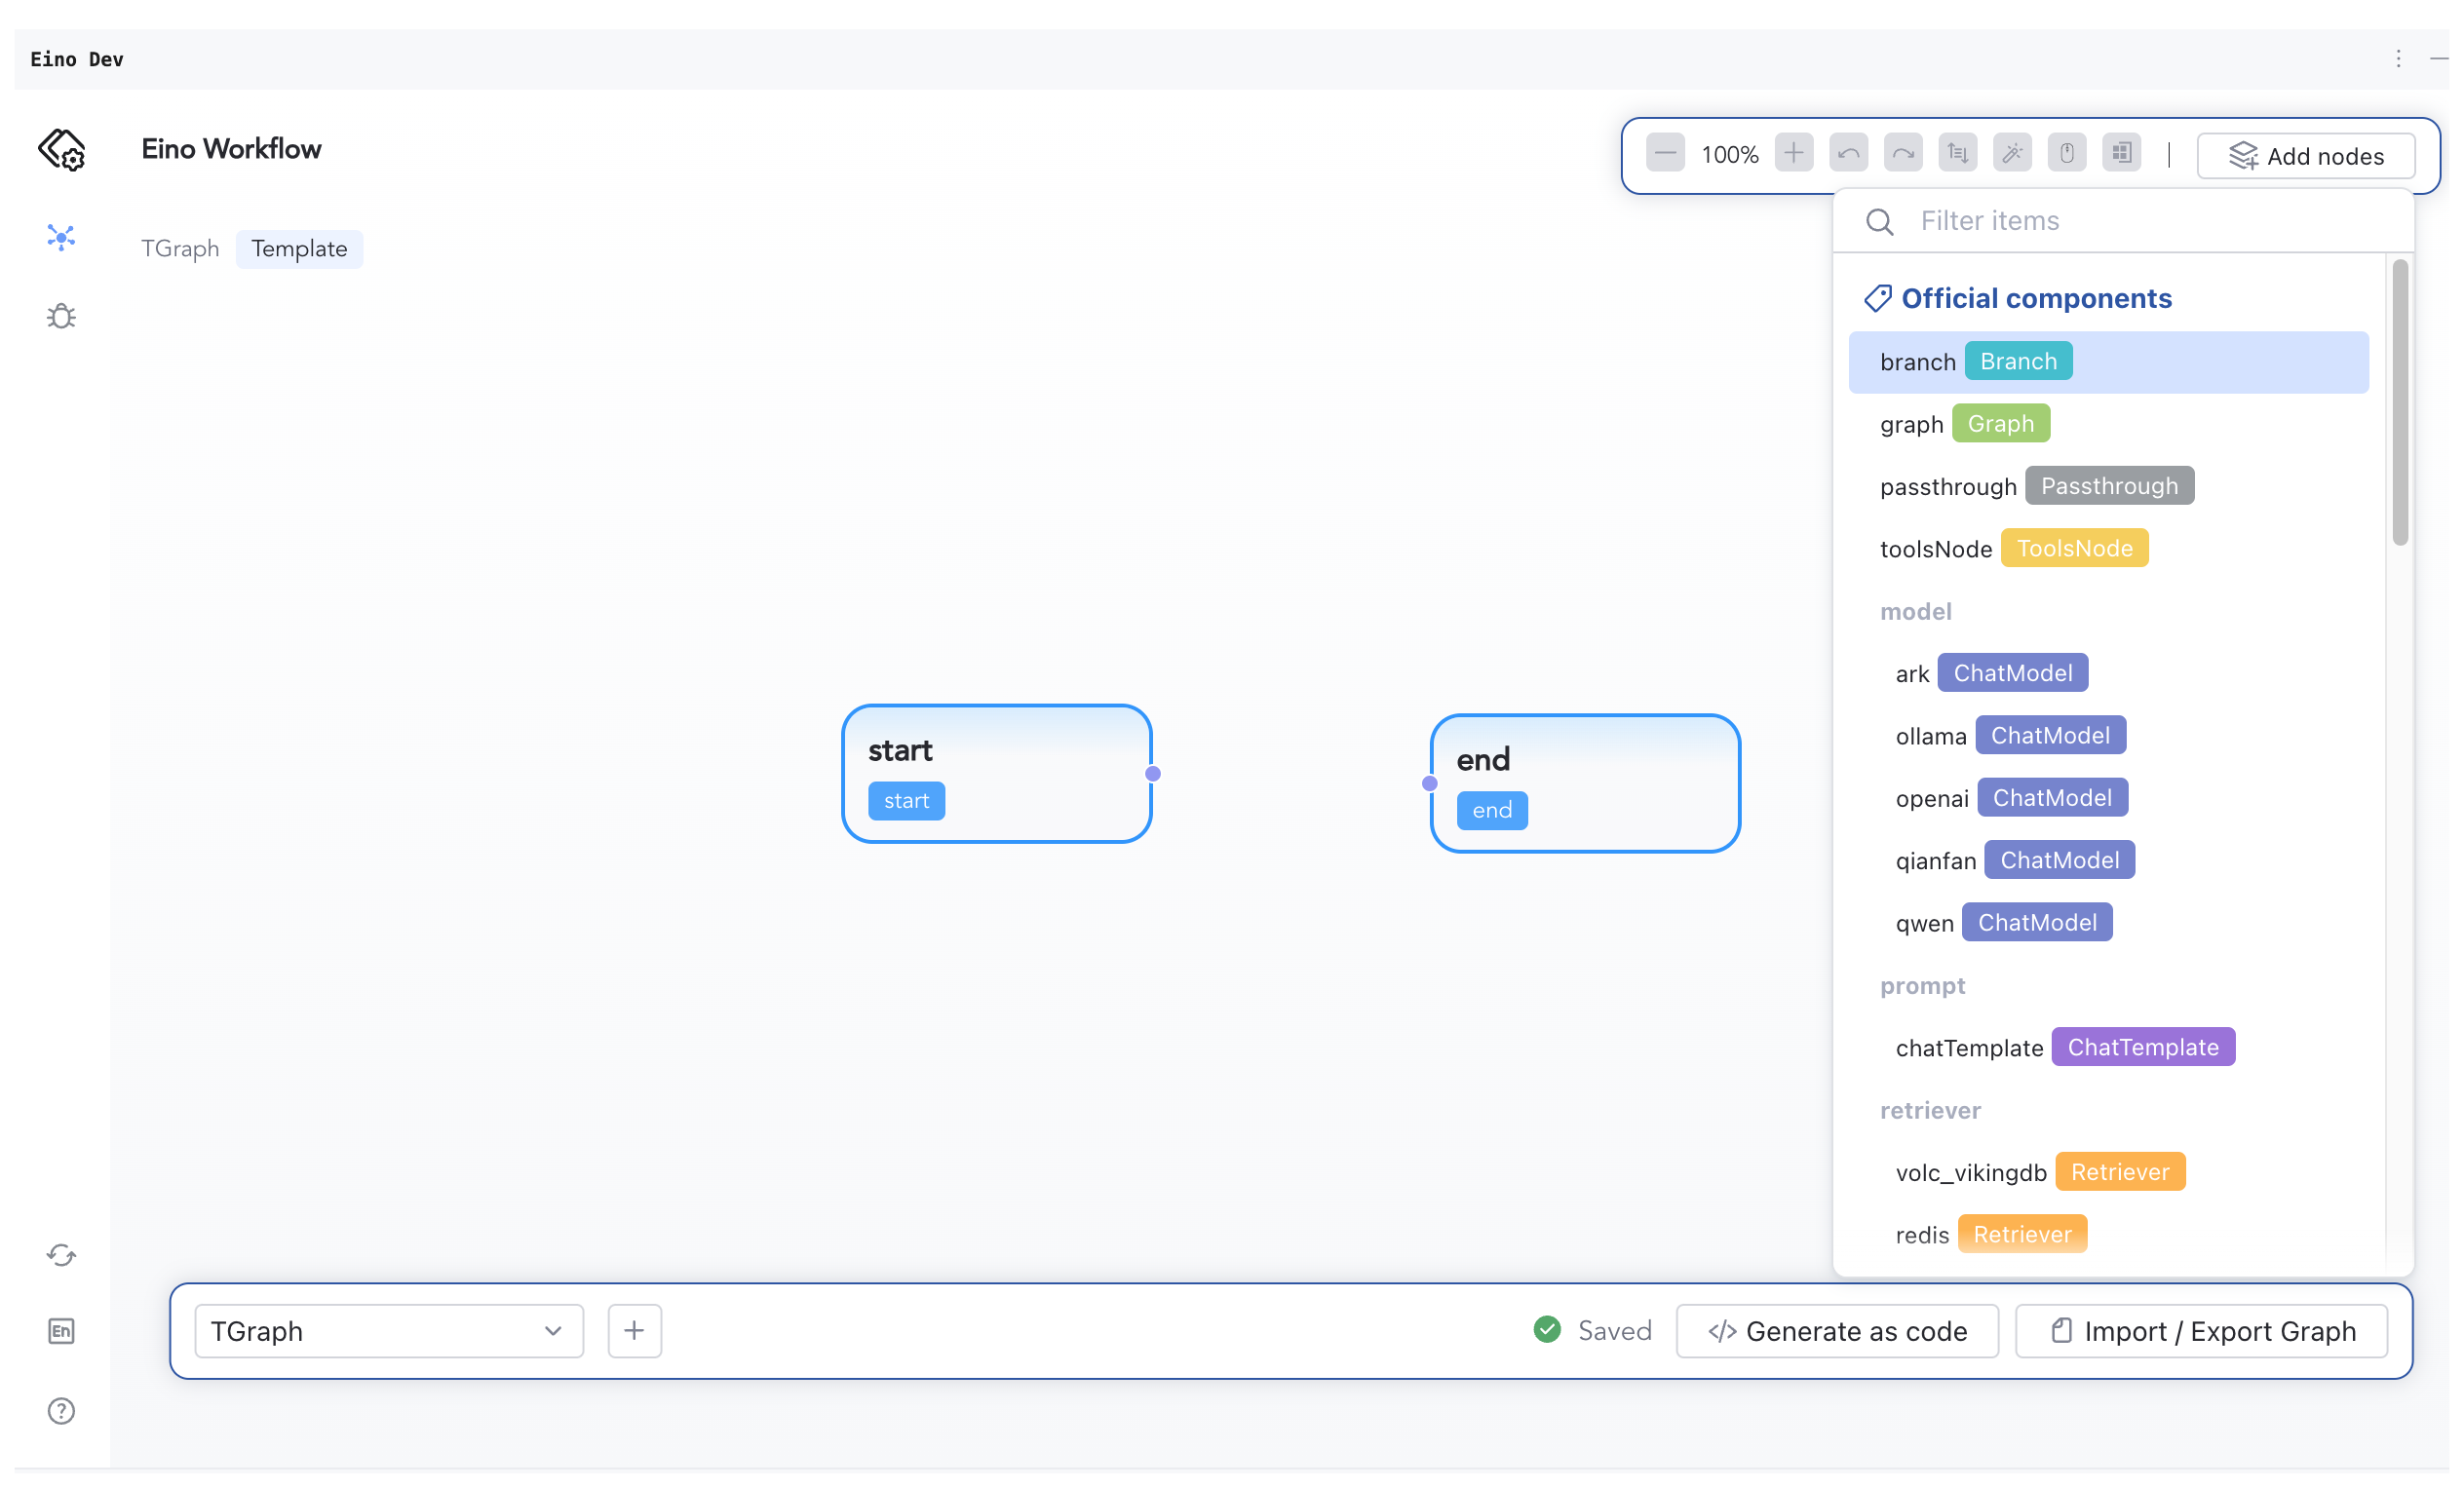 Eino Dev
Eino Workflow
100%
Add nodes
TGraph Template
Filter items
Official components
branch Branch
graph Graph
passthrough Passthrough
toolsNode ToolsNode
model
ark ChatModel
ollama ChatModel
openai ChatModel
qianfan ChatModel
qwen ChatModel
prompt
chatTemplate ChatTemplate
retriever
volc_vikingdb Retriever
redis Retriever
start
start
end
end
En
TGraph
Saved
</> Generate as code
Import / Export Graph